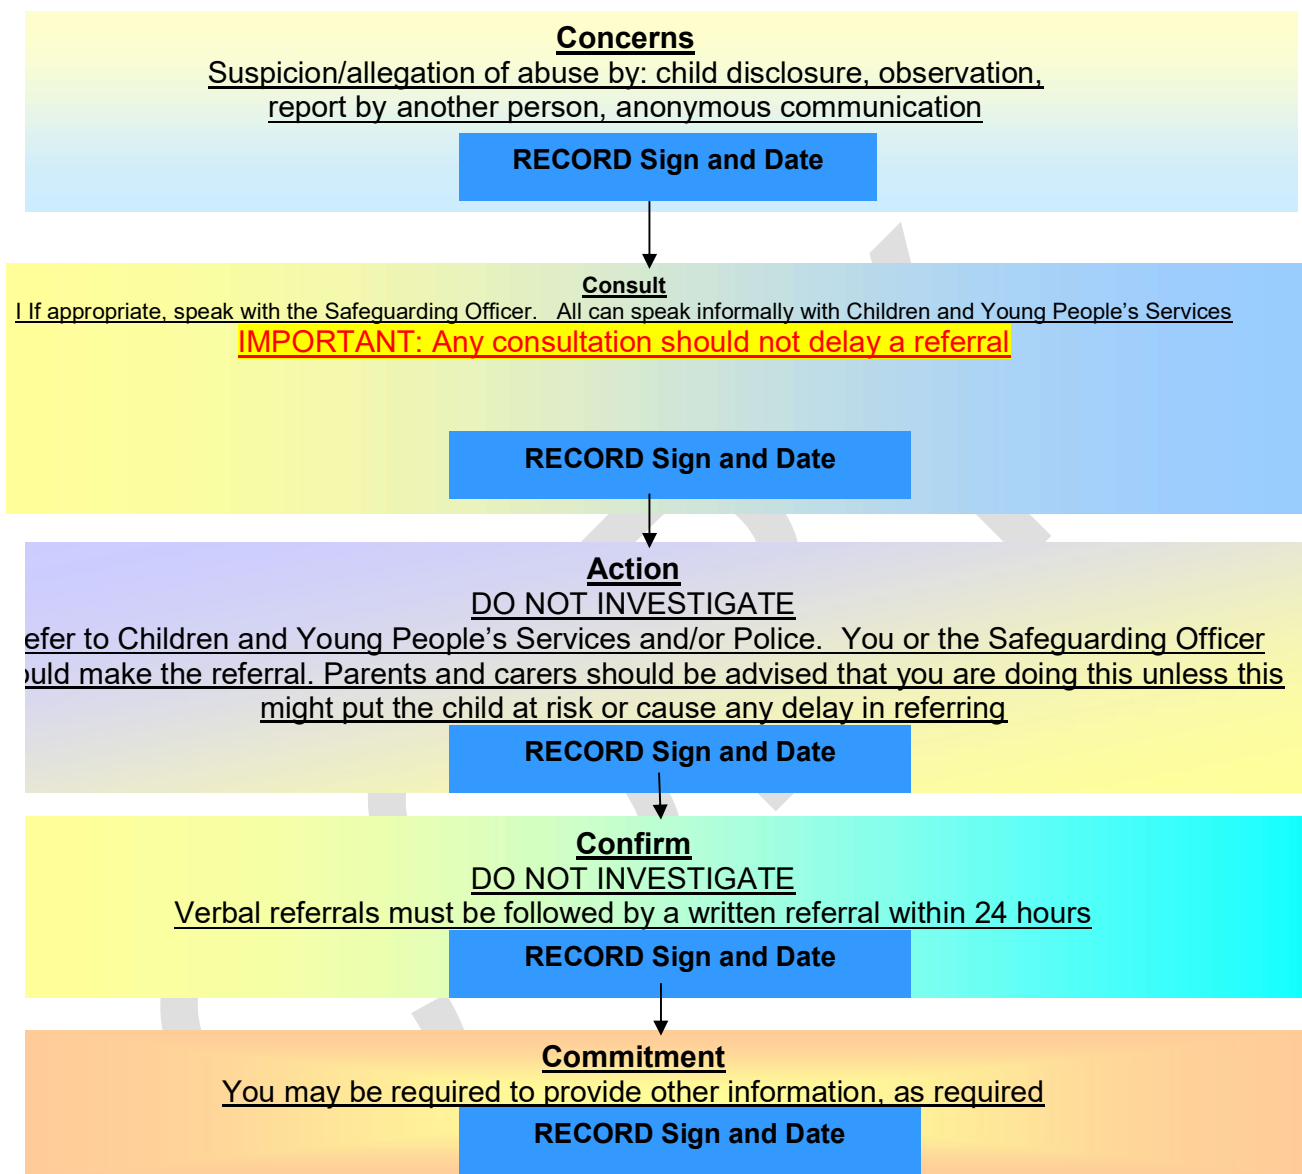 Concerns
Suspicion/allegation of abuse by: child disclosure, observation,
report by another person, anonymous communication
RECORD Sign and Date
Consult
I If appropriate, speak with the Safeguarding Officer. All can speak informally with Children and Young People's Services
IMPORTANT: Any consultation should not delay a referral
RECORD Sign and Date
Action
DO NOT INVESTIGATE
efer to Children and Young People's Services and/or Police. You or the Safeguarding Officer
ould make the referral. Parents and carers should be advised that you are doing this unless this
might put the child at risk or cause any delay in referring
RECORD Sign and Date
Confirm
DO NOT INVESTIGATE
Verbal referrals must be followed by a written referral within 24 hours
RECORD Sign and Date
Commitment
You may be required to provide other information, as required
RECORD Sign and Date